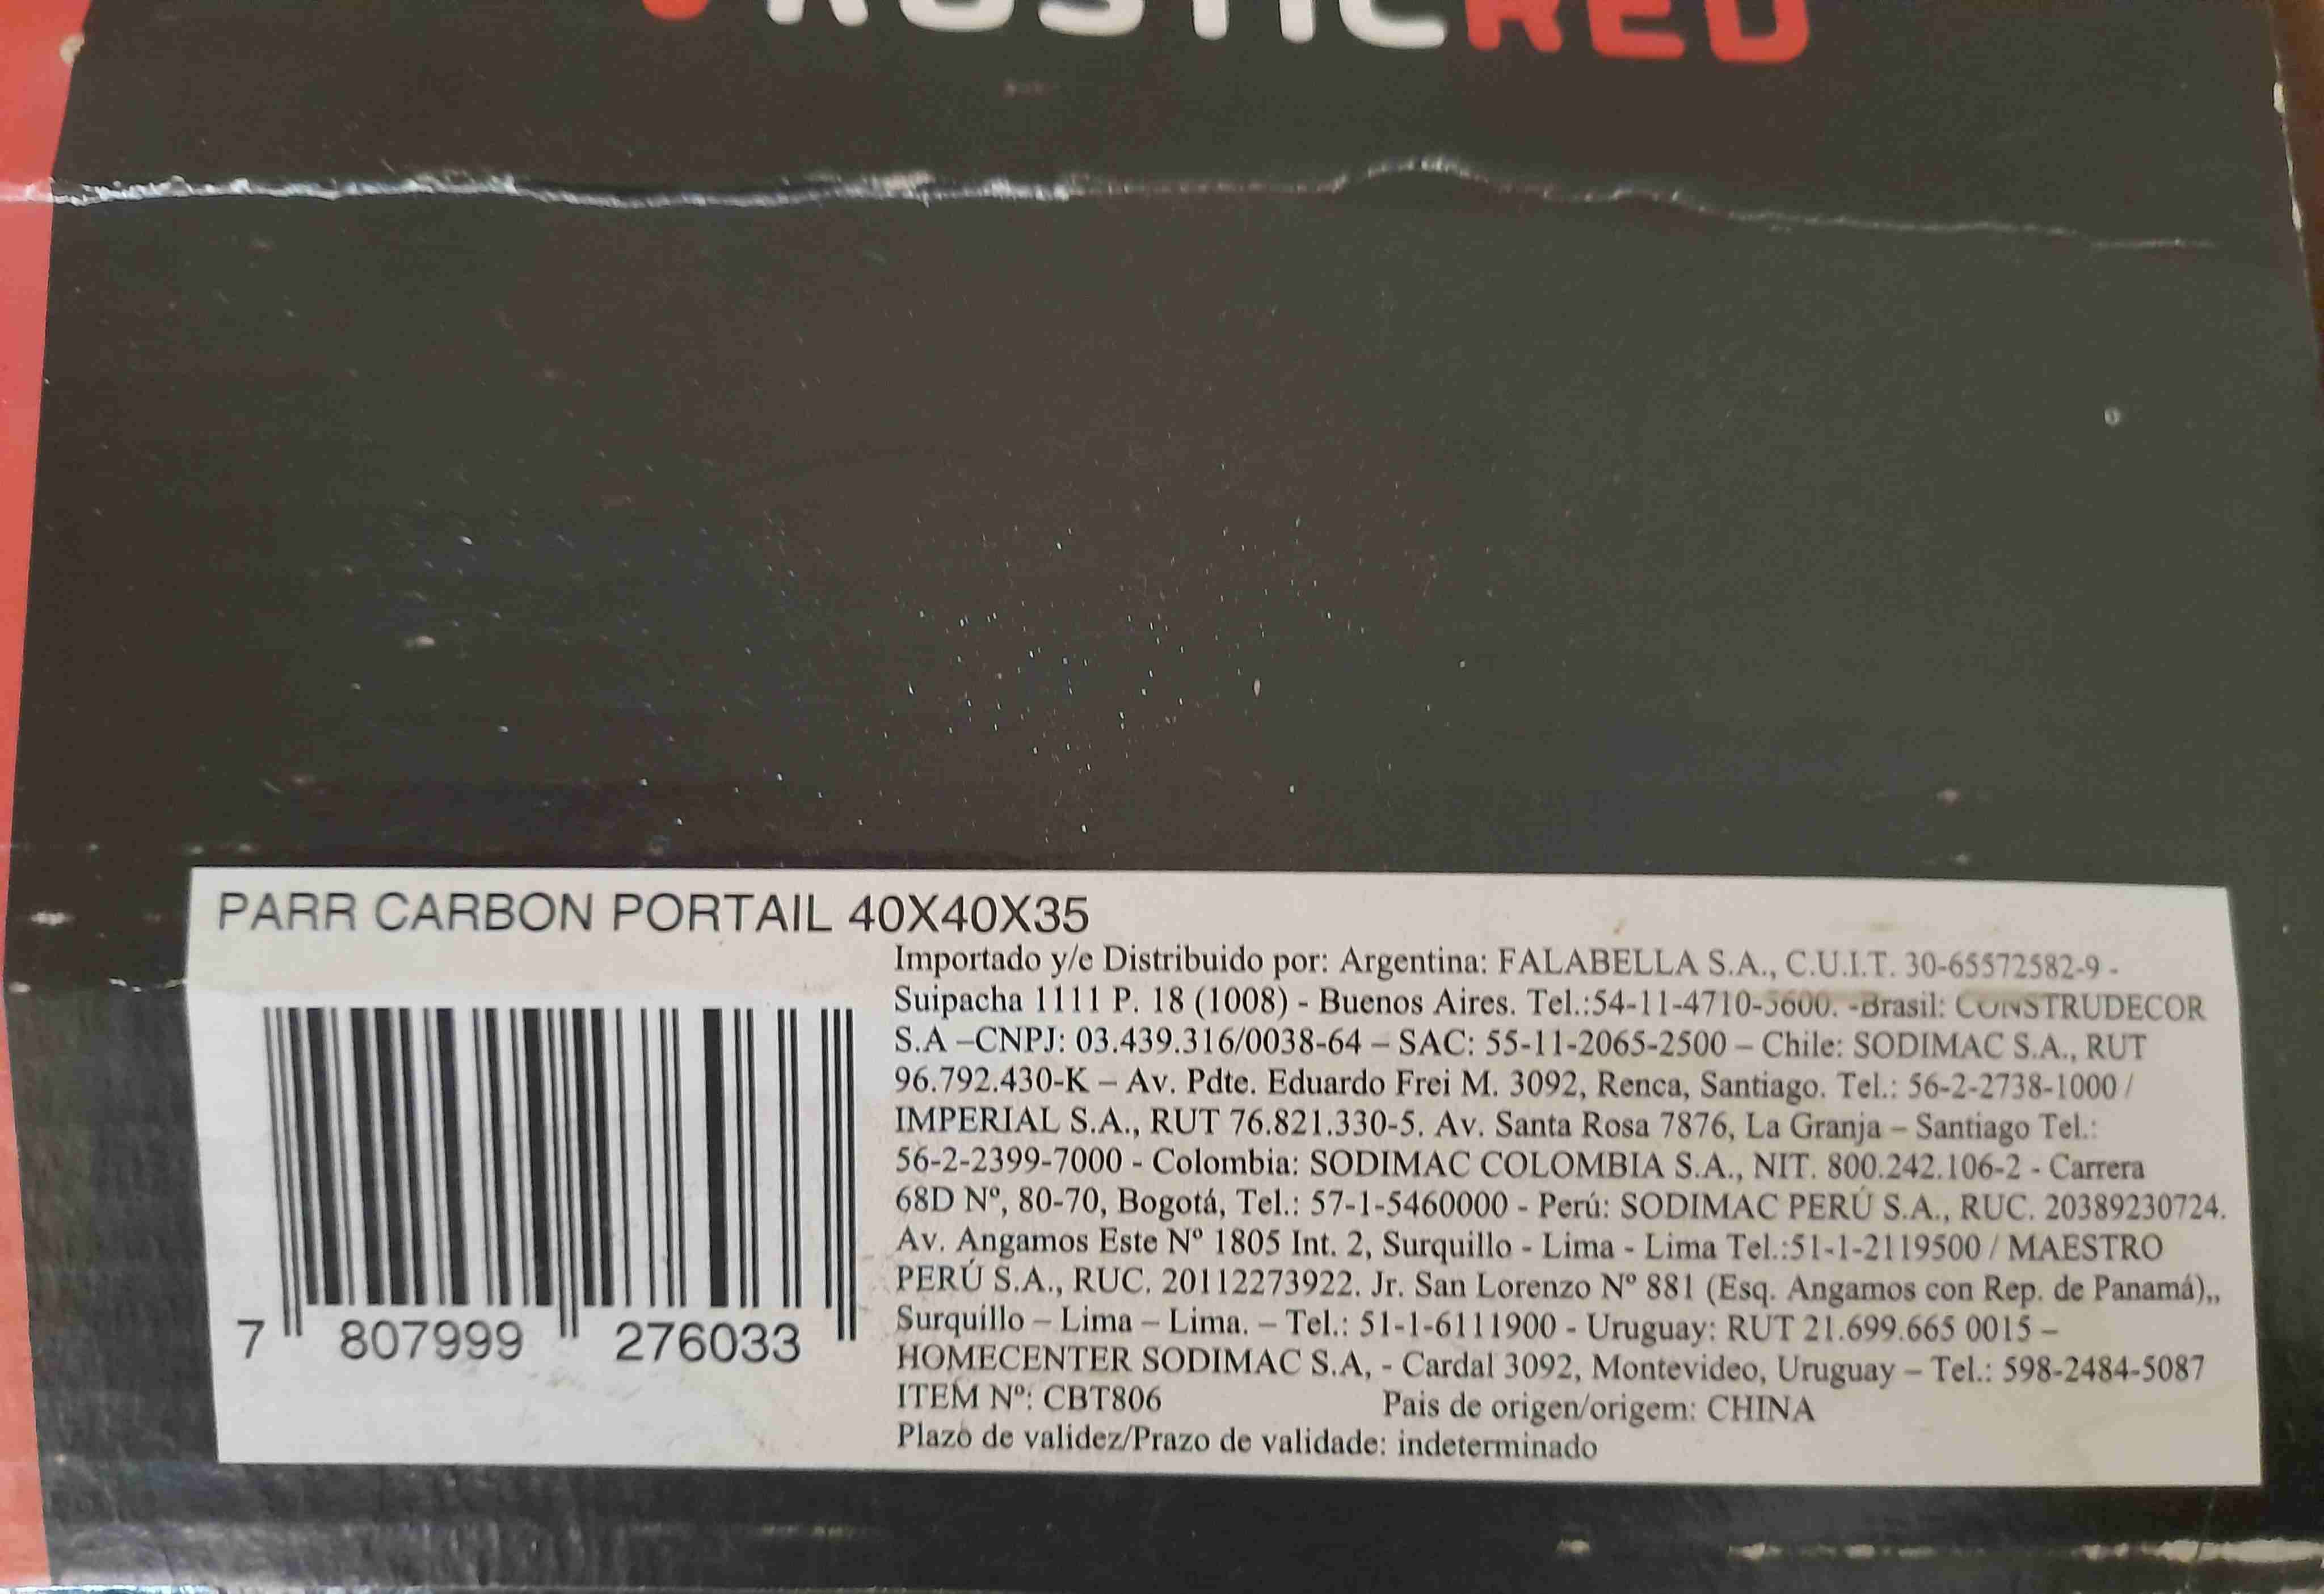 RUSTICRED
PARR CARBON PORTAIL 40X40X35
Importado y/e Distribuido por: Argentina: FALABELLA S.A., C.U.I.T. 30-65572582-9 -
Suipacha 1111 P. 18 (1008) - Buenos Aires. Tel.:54-11-4710-5600. -Brasil: CONSTRUDECOR
S.A –CNPJ: 03.439.316/0038-64 – SAC: 55-11-2065-2500 – Chile: SODIMAC S.A., RUT
96.792.430-K – Av. Pdte. Eduardo Frei M. 3092, Renca, Santiago. Tel.: 56-2-2738-1000 /
IMPERIAL S.A., RUT 76.821.330-5. Av. Santa Rosa 7876, La Granja – Santiago Tel.:
56-2-2399-7000 - Colombia: SODIMAC COLOMBIA S.A., NIT. 800.242.106-2 - Carrera
68D Nº, 80-70, Bogotá, Tel.: 57-1-5460000 - Perú: SODIMAC PERÚ S.A., RUC. 20389230724.
Av. Angamos Este Nº 1805 Int. 2, Surquillo - Lima - Lima Tel.:51-1-2119500 / MAESTRO
PERÚ S.A., RUC. 20112273922. Jr. San Lorenzo Nº 881 (Esq. Angamos con Rep. de Panamá),,
Surquillo – Lima – Lima. – Tel.: 51-1-6111900 - Uruguay: RUT 21.699.665 0015 –
HOMECENTER SODIMAC S.A, - Cardal 3092, Montevideo, Uruguay – Tel.: 598-2484-5087
ITEM Nº: CBT806 Pais de origen/origem: CHINA
Plazo de validez/Prazo de validade: indeterminado
7 807999 276033